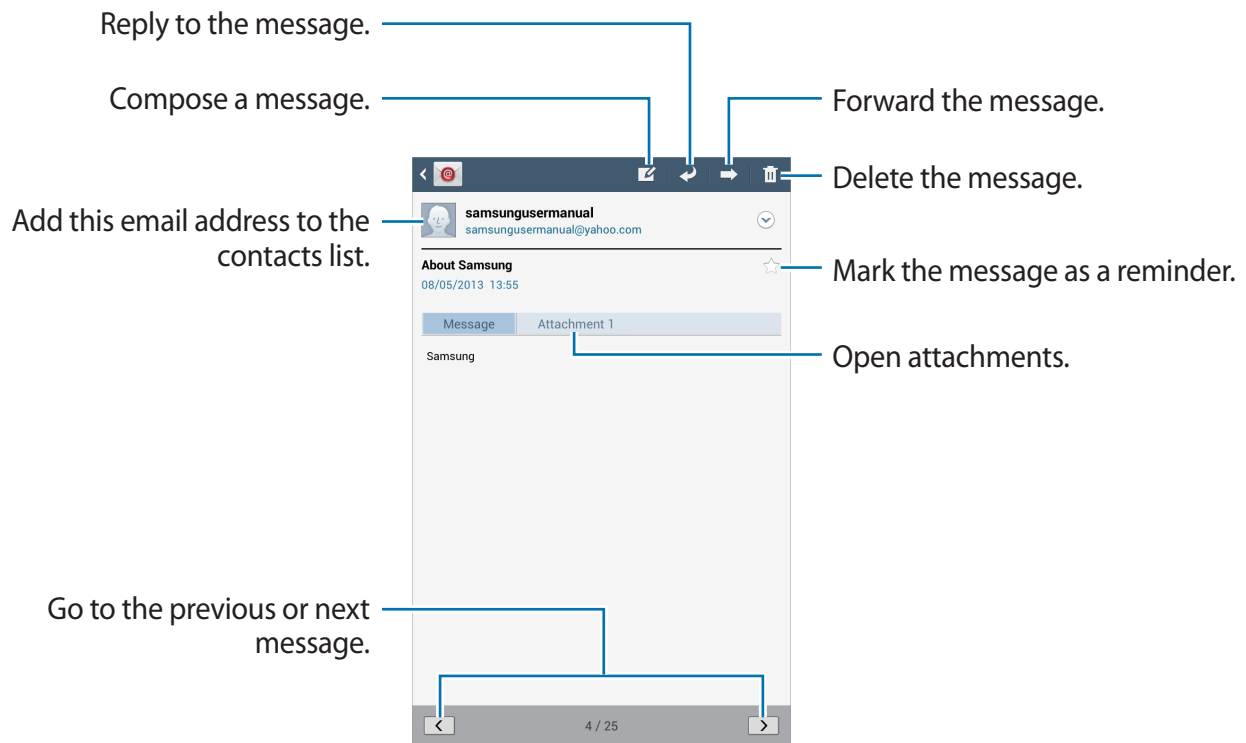 Reply to the message.
Compose a message.
Forward the message.
Delete the message.
Add this email address to the
contacts list.
samsungusermanual
samsungusermanual@yahoo.com
About Samsung
08/05/2013 13:55
Mark the message as a reminder.
Message Attachment 1
Open attachments.
Samsung
Go to the previous or next
message.
4 / 25